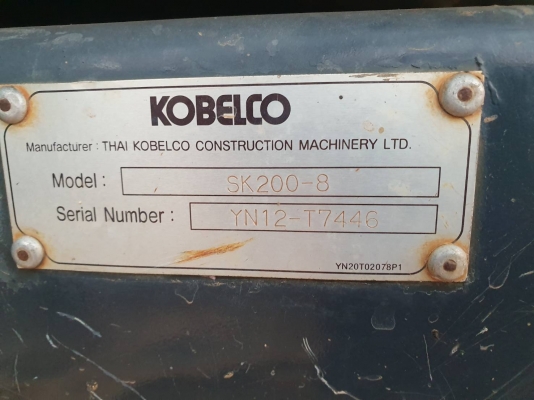 KOBELCO
Manufacturer : THAI KOBELCO CONSTRUCTION MACHINERY LTD.
Model : SK200-8
Serial Number : YN12-T7446
YN20T02078P1